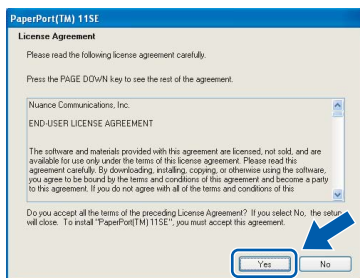 PaperPort(TM) 11SE
License Agreement
Please read the following license agreement carefully.
Press the PAGE DOWN key to see the rest of the agreement.
Nuance Communications, Inc.
END-USER LICENSE AGREEMENT
The software and materials provided with this agreement are licensed, not sold, and are
available for use only under the terms of this license agreement. Please read this
agreement carefully. By downloading, installing, copying, or otherwise using the software,
you agree to be bound by the terms and conditions of this agreement and become a party
to this agreement. If you do not agree with all of the terms and conditions of this
Do you accept all the terms of the preceding License Agreement? If you select No, the setup
will close. To install "PaperPort(TM) 11SE", you must accept this agreement.
Yes
No